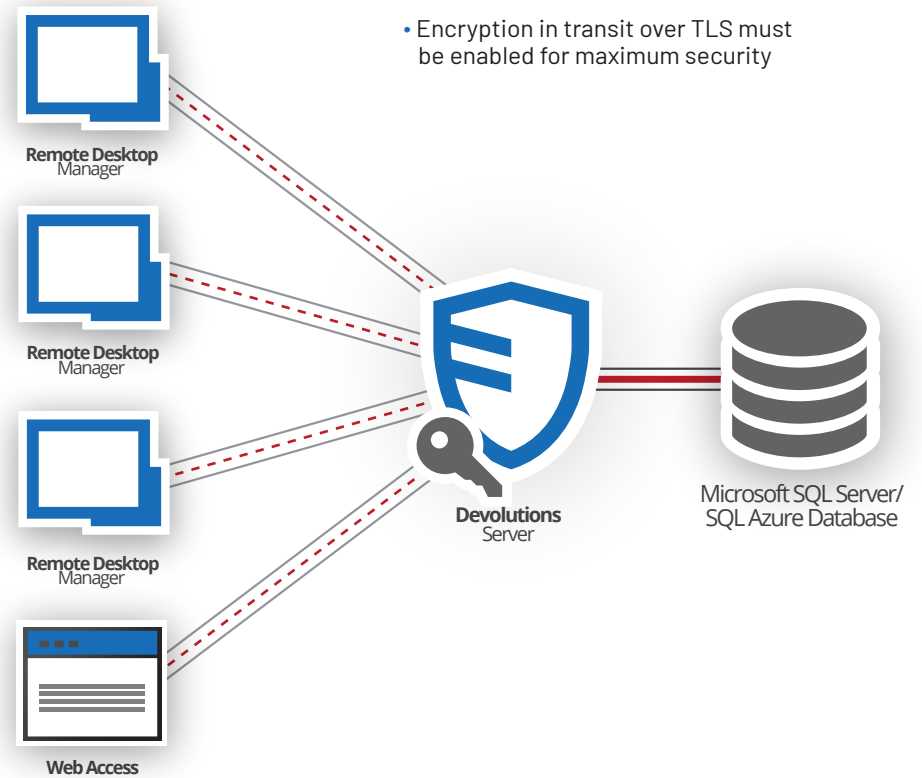 • Encryption in transit over TLS must
be enabled for maximum security
Remote Desktop
Manager
Remote Desktop
Manager
Remote Desktop
Manager
Web Access
Devolutions
Server
Microsoft SQL Server/
SQL Azure Database